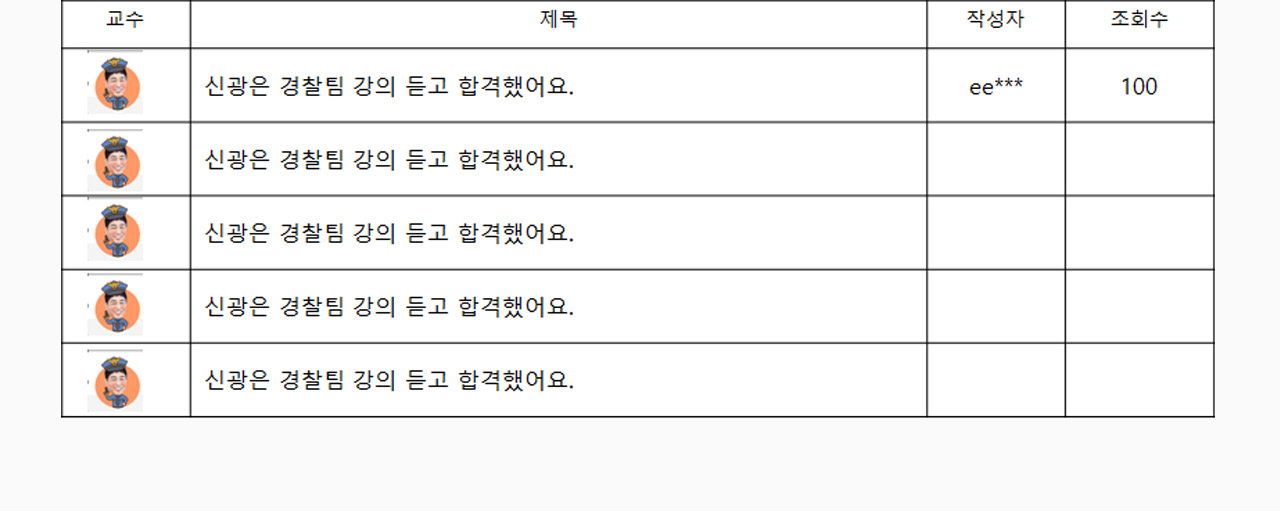 교수 제목 작성자 조회수
신광은 경찰팀 강의 듣고 합격했어요. ee*** 100
신광은 경찰팀 강의 듣고 합격했어요.
신광은 경찰팀 강의 듣고 합격했어요.
신광은 경찰팀 강의 듣고 합격했어요.
신광은 경찰팀 강의 듣고 합격했어요.